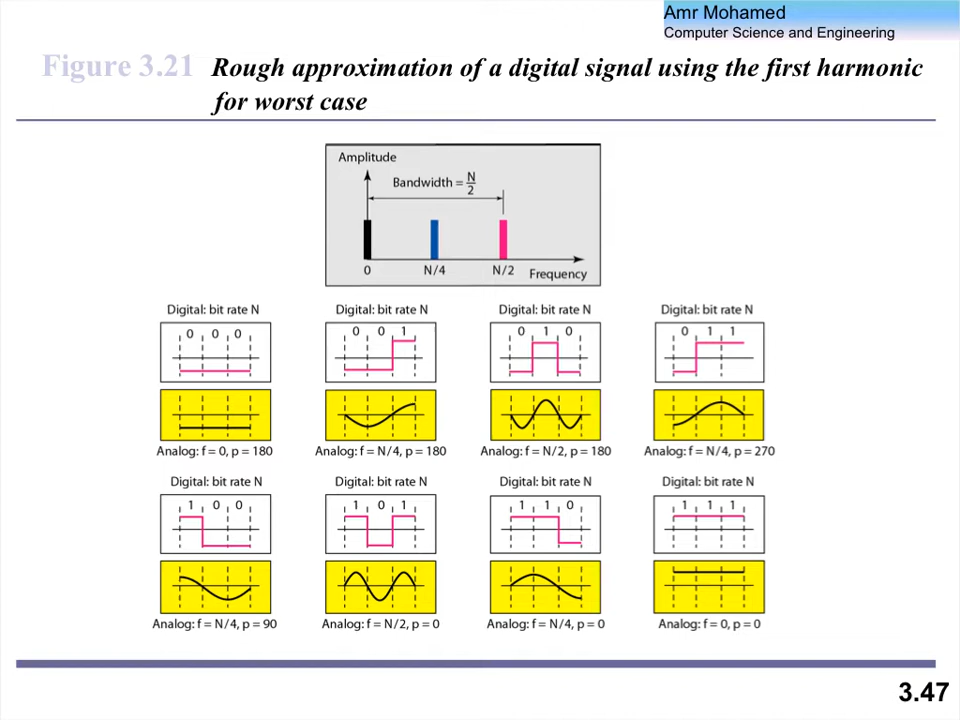 Amr Mohamed
Computer Science and Engineering
Figure 3.21 Rough approximation of a digital signal using the first harmonic
for worst case
Amplitude
Bandwidth = N/2
0 N/4 N/2 Frequency
Digital: bit rate N Digital: bit rate N Digital: bit rate N Digital: bit rate N
0 0 0 0 0 1 0 1 0 0 1 1
Analog: f = 0, p = 180 Analog: f = N/4, p = 180 Analog: f = N/2, p = 180 Analog: f = N/4, p = 270
Digital: bit rate N Digital: bit rate N Digital: bit rate N Digital: bit rate N
1 0 0 1 0 1 1 1 0 1 1 1
Analog: f = N/4, p = 90 Analog: f = N/2, p = 0 Analog: f = N/4, p = 0 Analog: f = 0, p = 0
3.47